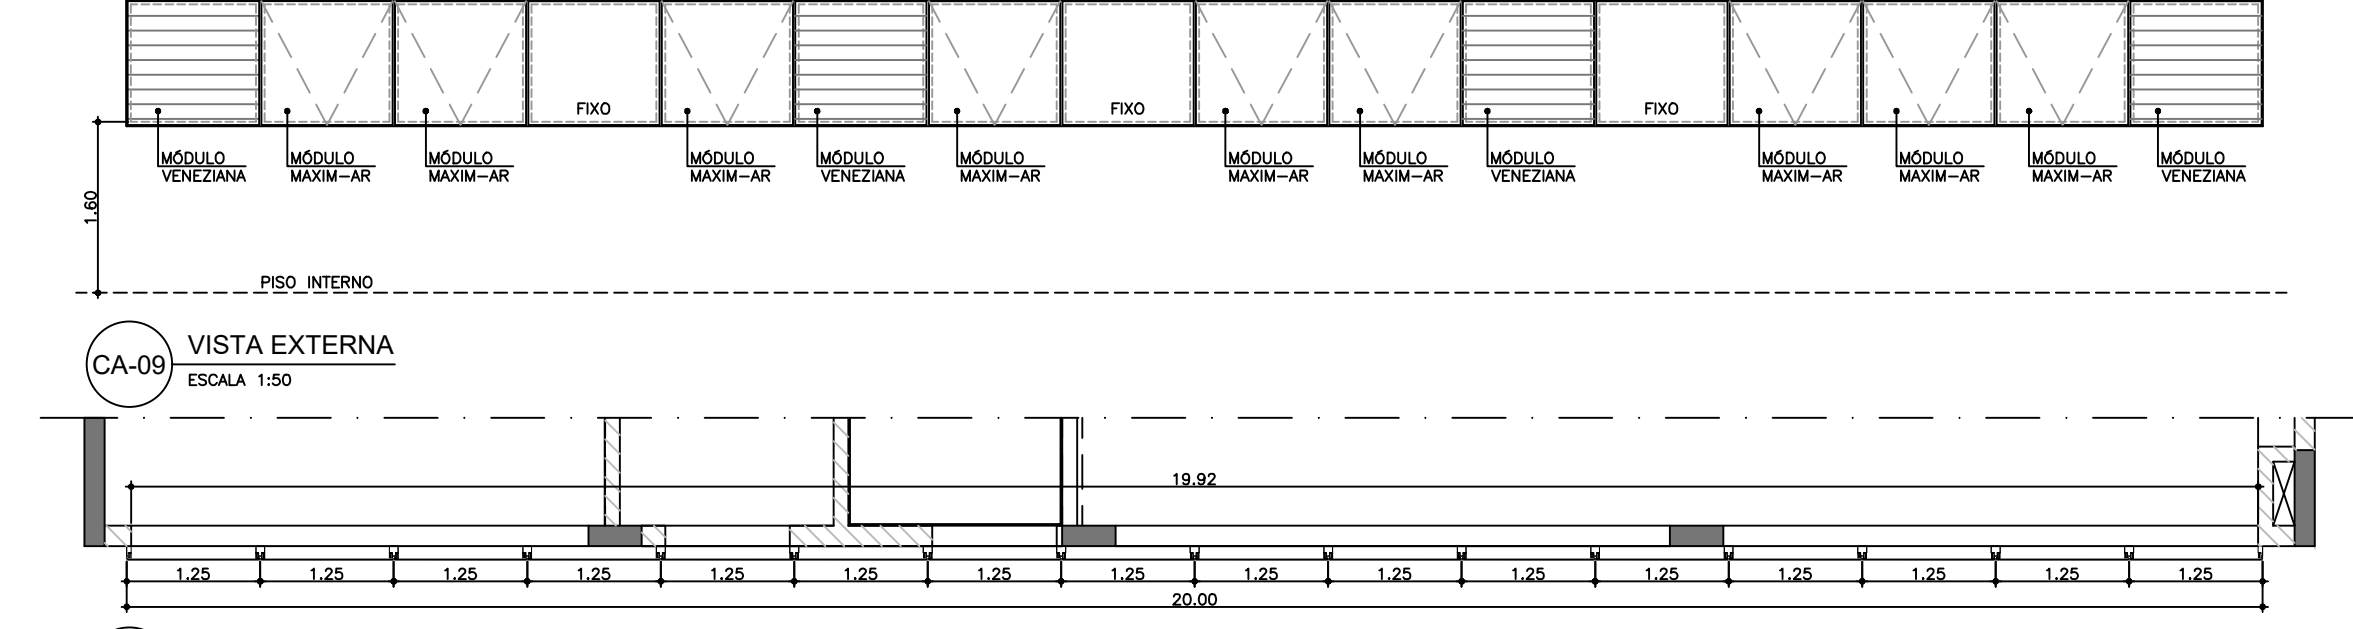 FIXO FIXO FIXO
MÓDULO MÓDULO MÓDULO MÓDULO MÓDULO MÓDULO MÓDULO MÓDULO MÓDULO MÓDULO MÓDULO MÓDULO MÓDULO
VENEZIANA MAXIM-AR MAXIM-AR MAXIM-AR VENEZIANA MAXIM-AR MAXIM-AR MAXIM-AR VENEZIANA MAXIM-AR MAXIM-AR MAXIM-AR VENEZIANA
1.60
PISO INTERNO
CA-09
VISTA EXTERNA
ESCALA 1:50
19.92
1.25 1.25 1.25 1.25 1.25 1.25 1.25 1.25 1.25 1.25 1.25 1.25 1.25 1.25 1.25 1.25
20.00